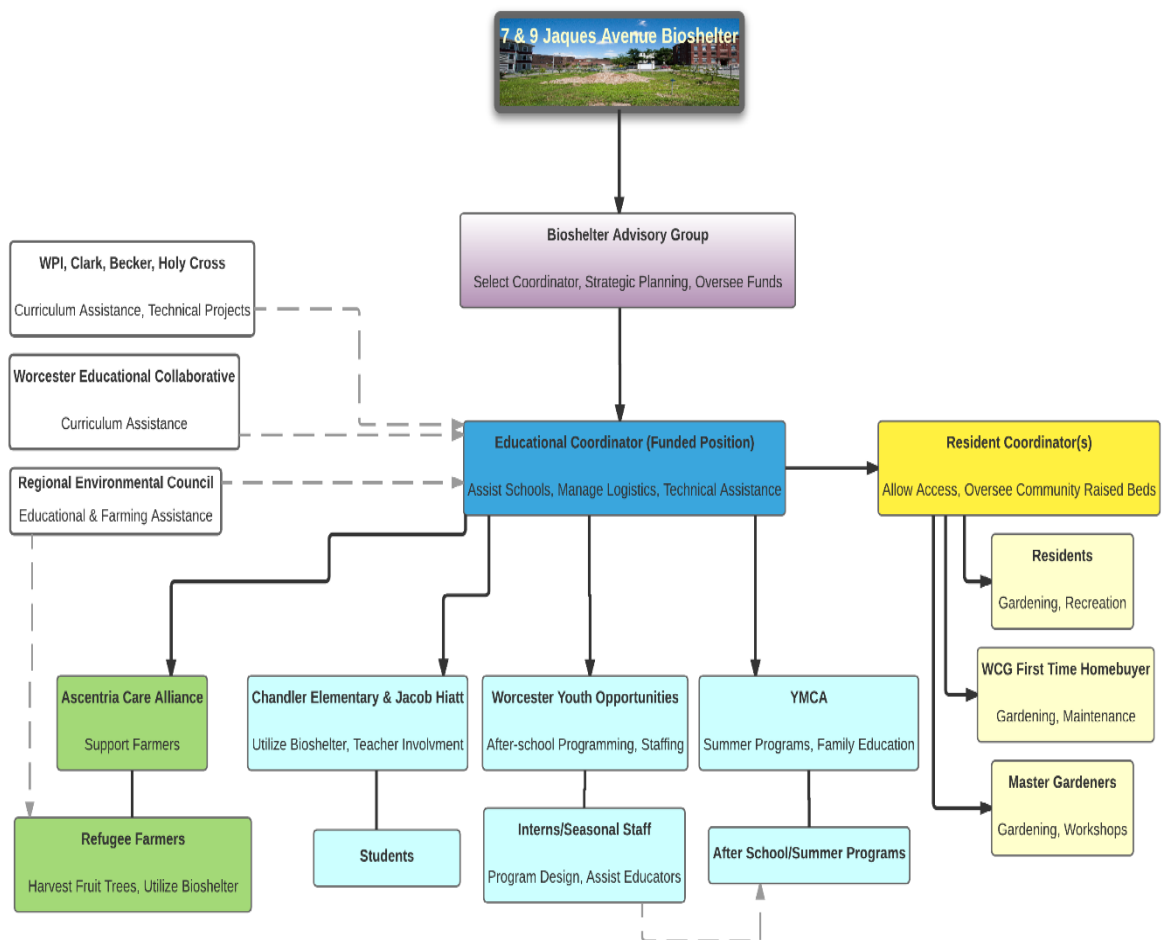 7 & 9 Jaques Avenue Bioshelter
Bioshelter Advisory Group
Select Coordinator, Strategic Planning, Oversee Funds
WPI, Clark, Becker, Holy Cross
Curriculum Assistance, Technical Projects
Worcester Educational Collaborative
Curriculum Assistance
Regional Environmental Council
Educational & Farming Assistance
Educational Coordinator (Funded Position)
Assist Schools, Manage Logistics, Technical Assistance
Resident Coordinator(s)
Allow Access, Oversee Community Raised Beds
Residents
Gardening, Recreation
WCG First Time Homebuyer
Gardening, Maintenance
Master Gardeners
Gardening, Workshops
Ascentria Care Alliance
Support Farmers
Refugee Farmers
Harvest Fruit Trees, Utilize Bioshelter
Chandler Elementary & Jacob Hiatt
Utilize Bioshelter, Teacher Involvment
Students
Worcester Youth Opportunities
After-school Programming, Staffing
Interns/Seasonal Staff
Program Design, Assist Educators
YMCA
Summer Programs, Family Education
After School/Summer Programs